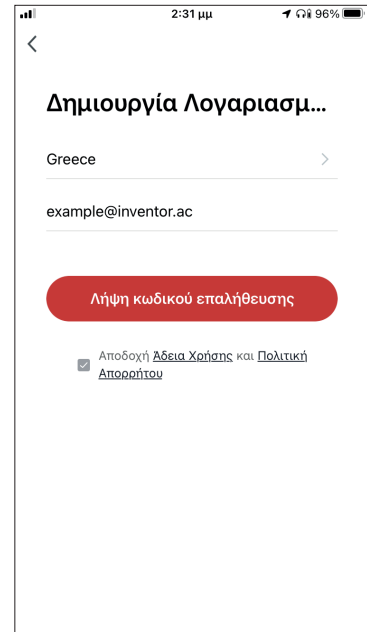 2:31 μμ
96%
Δημιουργία Λογαριασμ...
Greece
example@inventor.ac
Λήψη κωδικού επαλήθευσης
Αποδοχή Άδεια Χρήσης και Πολιτική
Απορρήτου